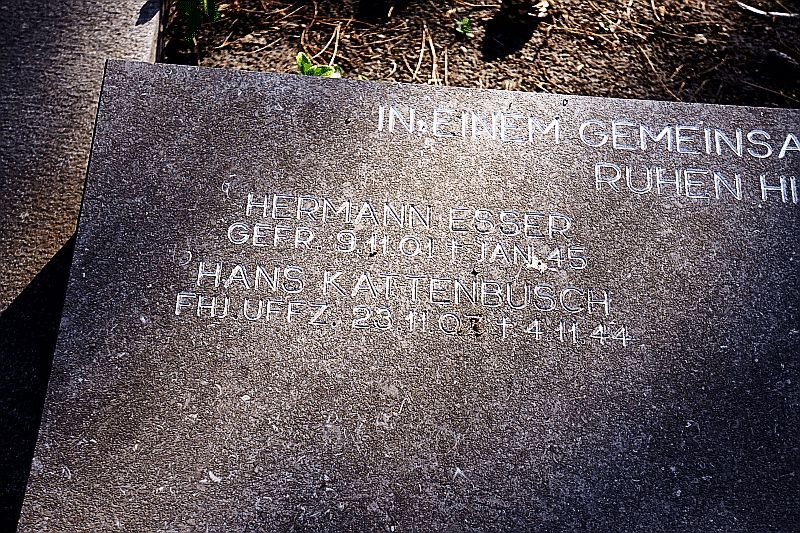 IN EINEM GEMEINSA
RUHEN HI
HERMANN ESSER
GEFR. 9.11.01 † JAN. 45
HANS KATTENBUSCH
FHJ. UFFZ. 23.11.07 † 4.11.44